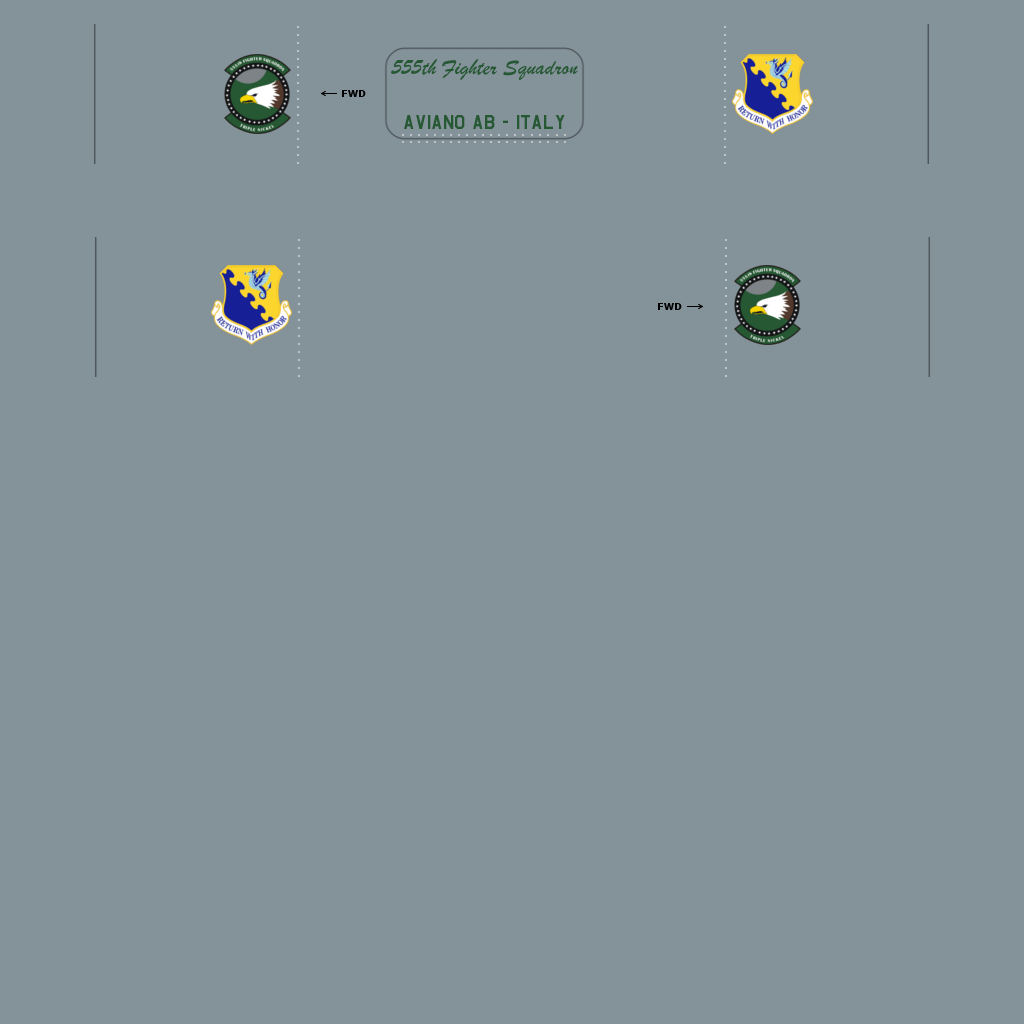 555TH FIGHTER SQUADRON
TRIPLE NICKEL
FWD
555th Fighter Squadron
AVIANO AB - ITALY
RETURN WITH HONOR
RETURN WITH HONOR
FWD
555TH FIGHTER SQUADRON
TRIPLE NICKEL